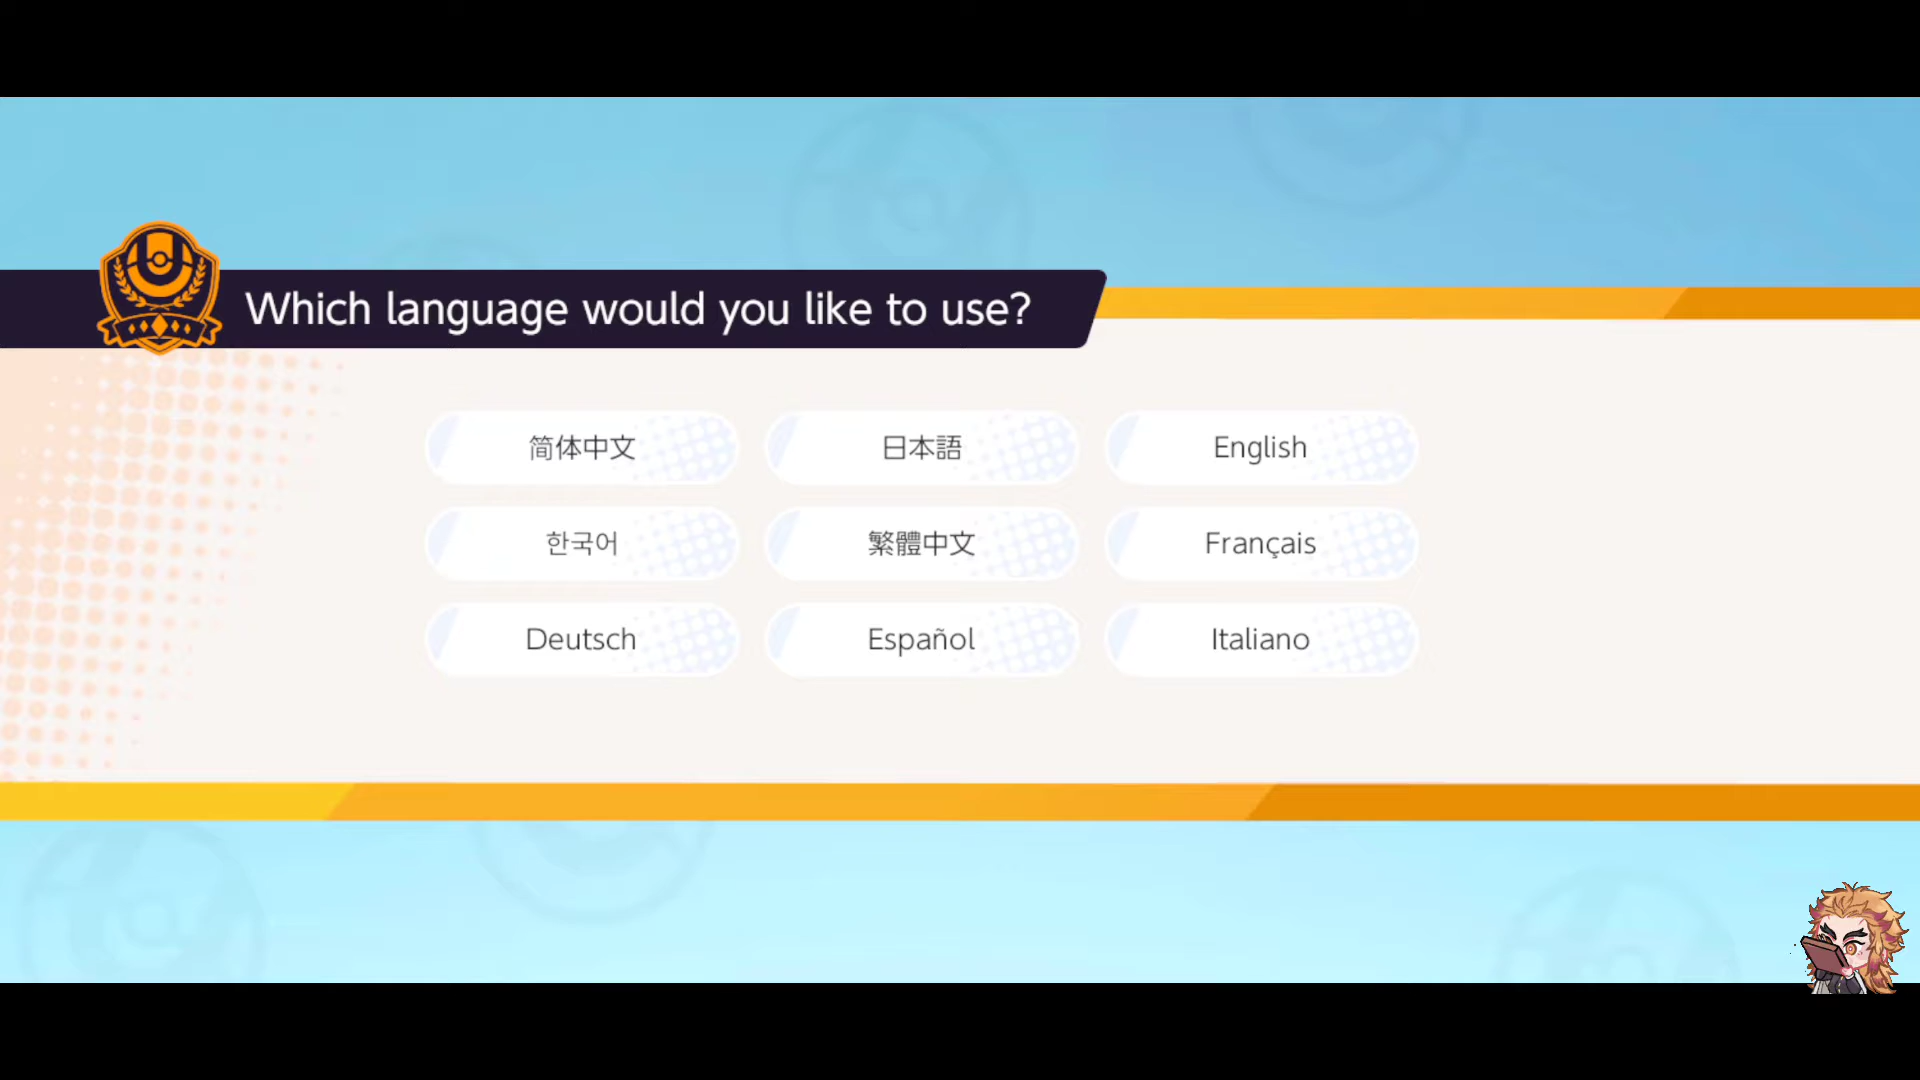 Which language would you like to use?
简体中文
日本語
English
한국어
繁體中文
Français
Deutsch
Español
Italiano